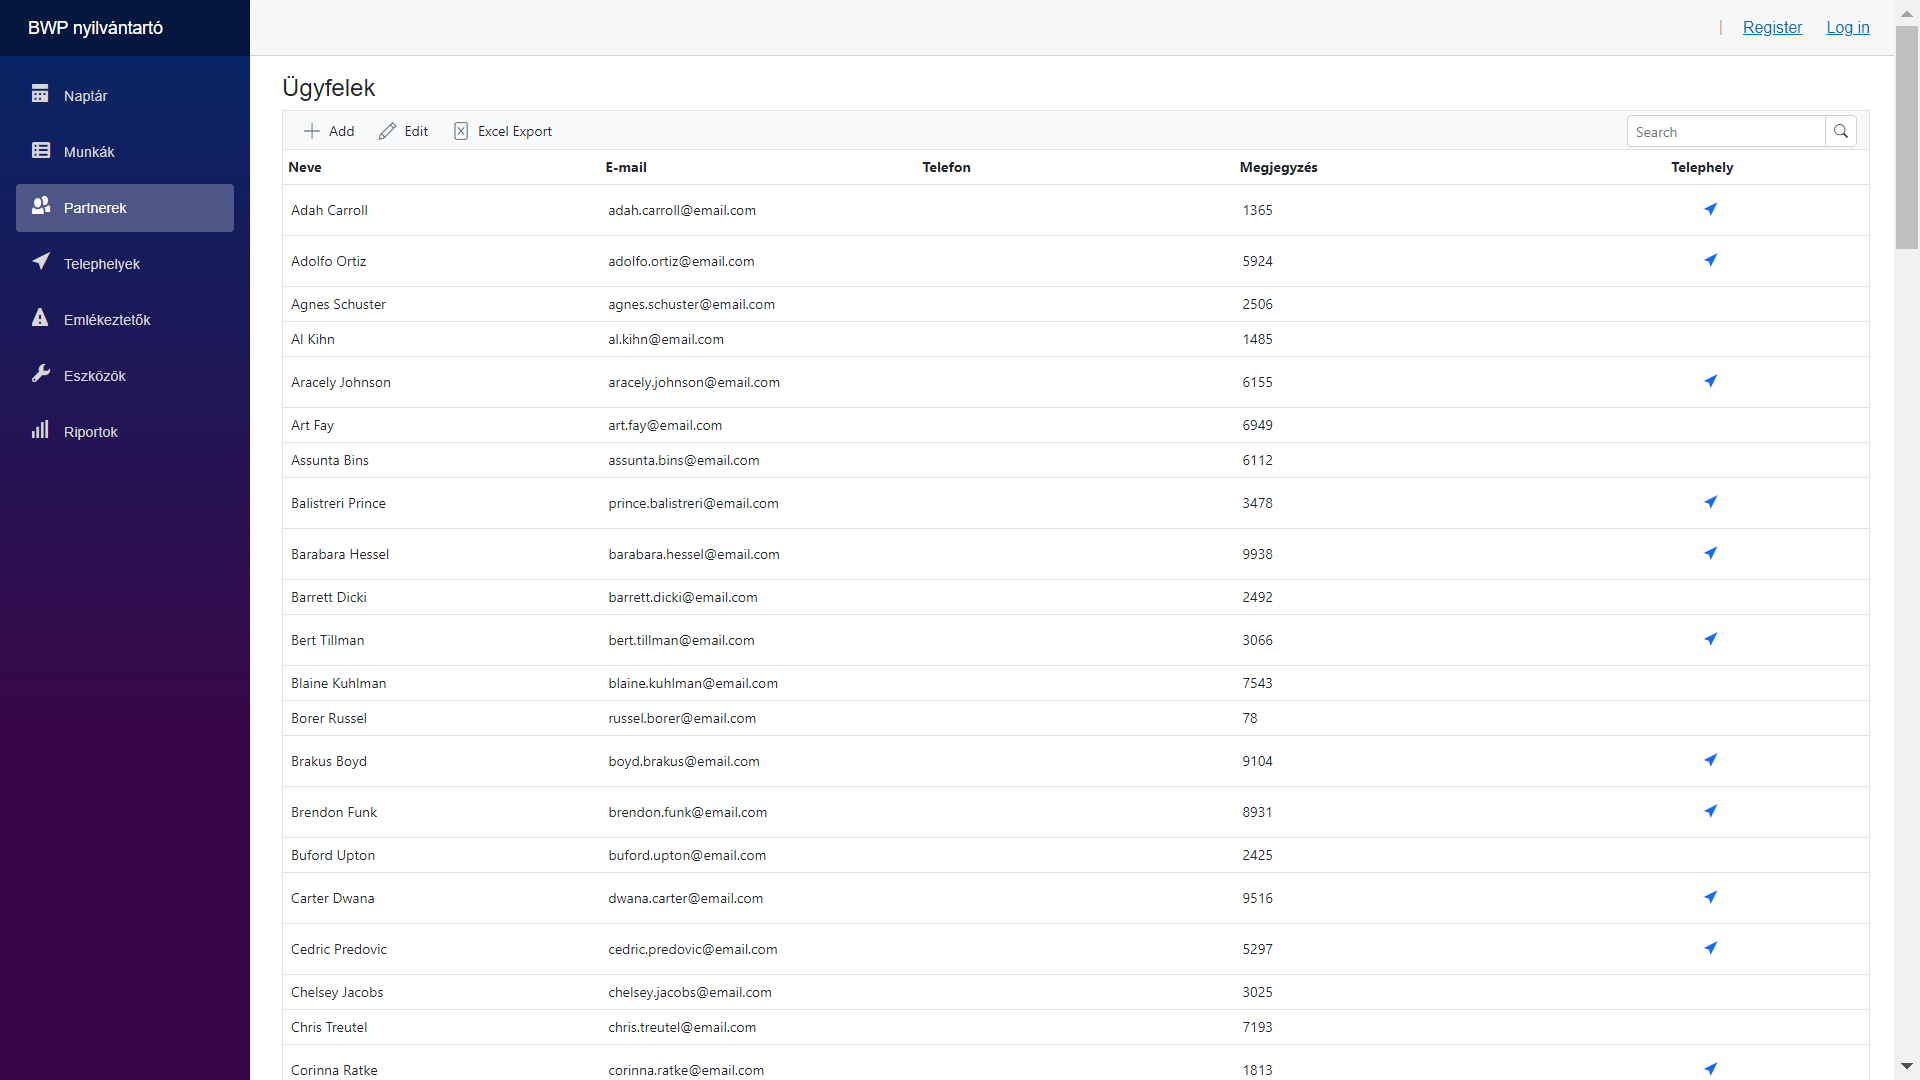 BWP nyilvántartó
| Register Log in
Naptár
Munkák
Partnerek
Telephelyek
Emlékeztetők
Eszközök
Riportok
Ügyfelek
Add Edit Excel Export Search
Neve E-mail Telefon Megjegyzés Telephely
Adah Carroll adah.carroll@email.com 1365
Adolfo Ortiz adolfo.ortiz@email.com 5924
Agnes Schuster agnes.schuster@email.com 2506
Al Kihn al.kihn@email.com 1485
Aracely Johnson aracely.johnson@email.com 6155
Art Fay art.fay@email.com 6949
Assunta Bins assunta.bins@email.com 6112
Balistreri Prince prince.balistreri@email.com 3478
Barabara Hessel barabara.hessel@email.com 9938
Barrett Dicki barrett.dicki@email.com 2492
Bert Tillman bert.tillman@email.com 3066
Blaine Kuhlman blaine.kuhlman@email.com 7543
Borer Russel russel.borer@email.com 78
Brakus Boyd boyd.brakus@email.com 9104
Brendon Funk brendon.funk@email.com 8931
Buford Upton buford.upton@email.com 2425
Carter Dwana dwana.carter@email.com 9516
Cedric Predovic cedric.predovic@email.com 5297
Chelsey Jacobs chelsey.jacobs@email.com 3025
Chris Treutel chris.treutel@email.com 7193
Corinna Ratke corinna.ratke@email.com 1813